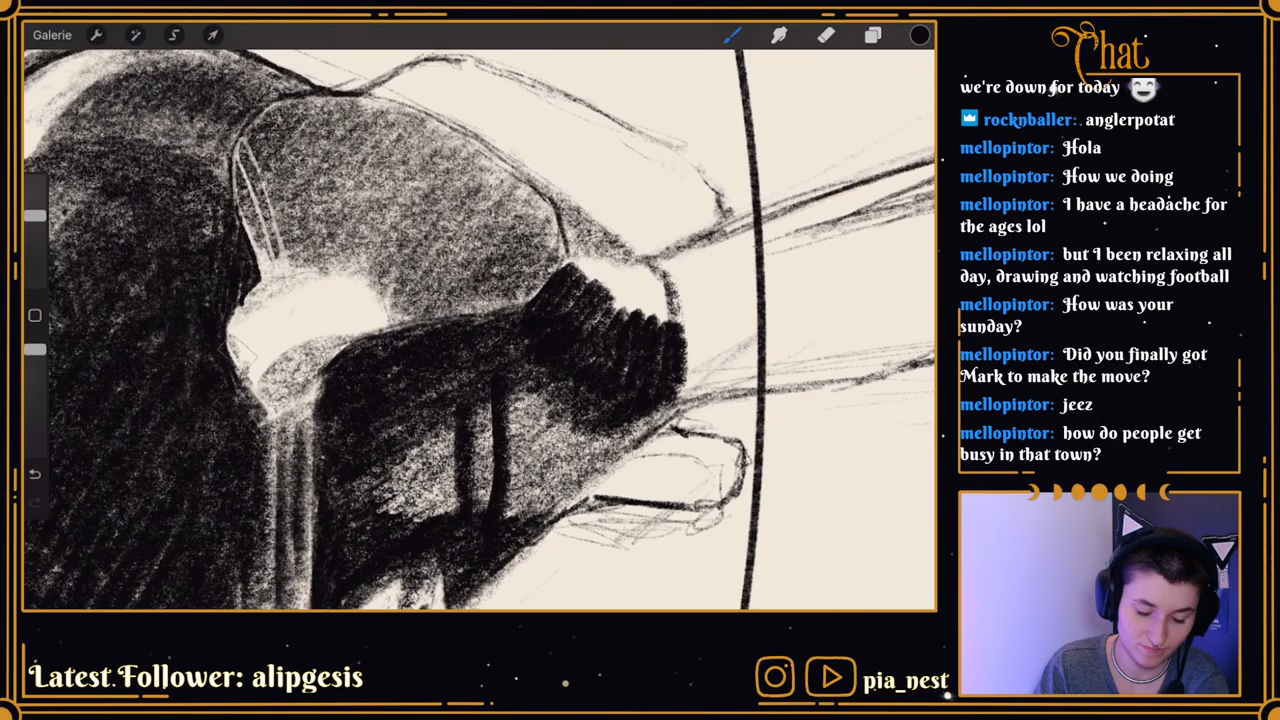 Galerie
Chat
we're down for today
rocknballer: anglerpotat
mellopintor: Hola
mellopintor: How we doing
mellopintor: I have a headache for
the ages lol
mellopintor: but I been relaxing all
day, drawing and watching football
mellopintor: How was your
sunday?
mellopintor: Did you finally got
Mark to make the move?
mellopintor: jeez
mellopintor: how do people get
busy in that town?
Latest Follower: alipgesis
pia_nest